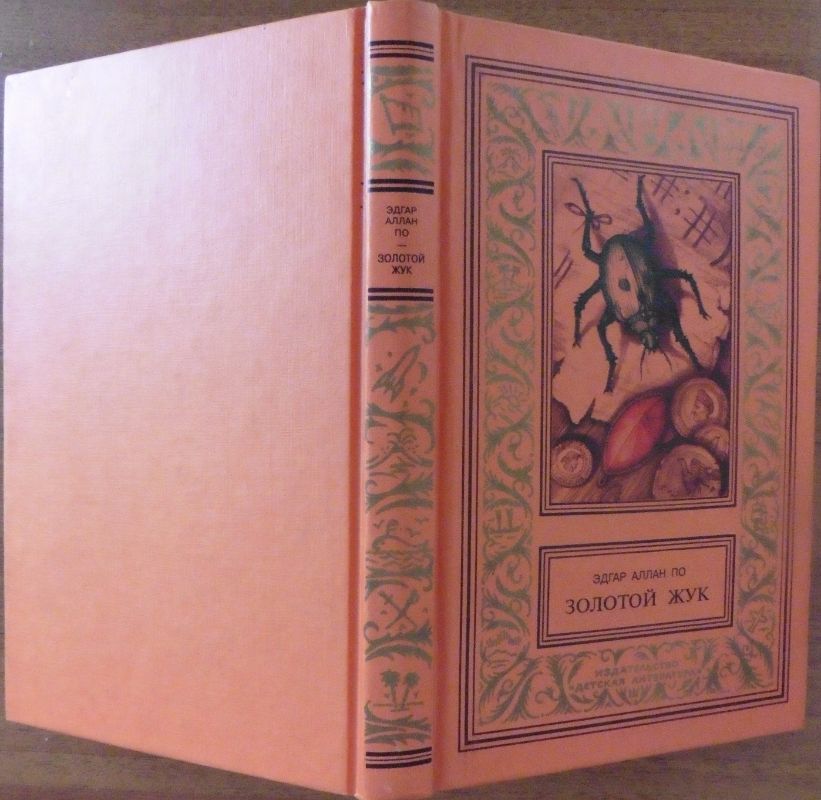 ЭДГАР
АЛЛАН
ПО
—
ЗОЛОТОЙ
ЖУК
ЭДГАР АЛЛАН ПО
ЗОЛОТОЙ ЖУК
ИЗДАТЕЛЬСТВО
"ДЕТСКАЯ ЛИТЕРАТУРА"